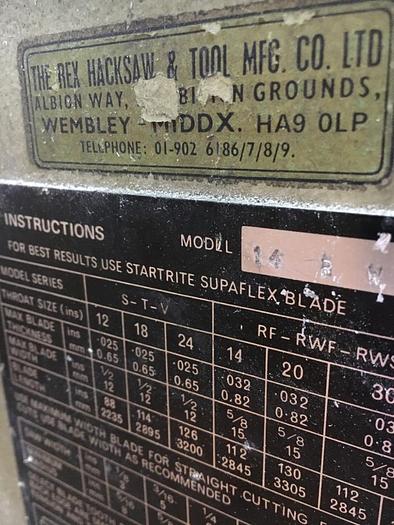 THE REX HACKSAW & TOOL MFG. CO. LTD
ALBION WAY, GROUNDS,
WEMBLEY - MIDDX. HA9 0LP
TELEPHONE: 01-902 6186/7/8/9.
INSTRUCTIONS MODEL 14
FOR BEST RESULTS USE STARTRITE SUPAFLEX BLADE
MODEL SERIES S-T-V RF-RWF-RWS
THROAT SIZE (ins) 12 18 24 14 20 30
MAX BLADE THICKNESS ins .025 .025 .025 .032 .032
mm 0.65 0.65 0.65 0.82 0.82
MAX BLADE WIDTH ins 1/2 1/2 1/2 5/8 5/8 5/8
mm 12 12 12 15 15 15
BLADE LENGTH ins 88 114 126 112 130 112
mm 2235 2895 3200 2845 3305 2845
USE MAXIMUM WIDTH BLADE FOR STRAIGHT CUTTING
BLADE WIDTH AS RECOMMENDED